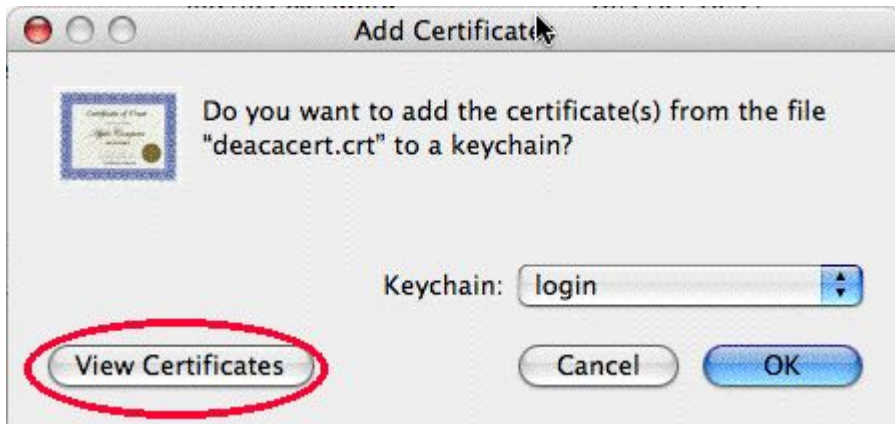 Add Certificates
Do you want to add the certificate(s) from the file
“deacacert.crt” to a keychain?
Keychain: login
View Certificates Cancel OK